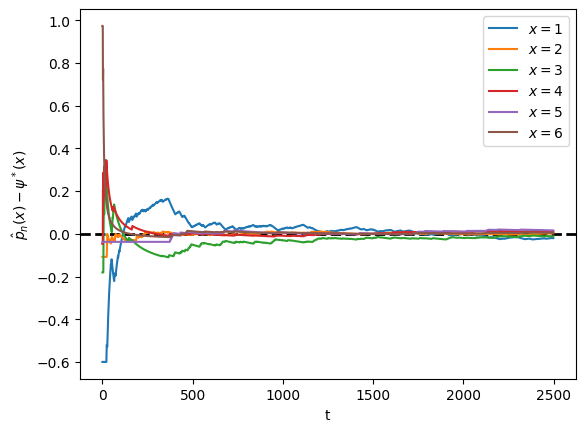 1.0
0.8
0.6
0.4
0.2
0.0
−0.2
−0.4
−0.6
p̂ₙ(x) − ψ*(x)
0
500
1000
1500
2000
2500
t
x = 1
x = 2
x = 3
x = 4
x = 5
x = 6